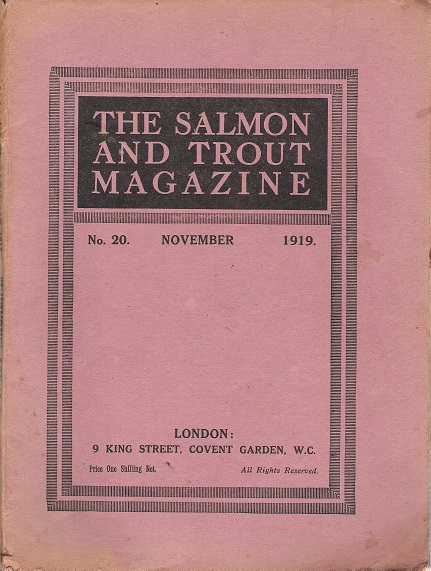 THE SALMON
AND TROUT
MAGAZINE
No. 20. NOVEMBER 1919.
LONDON:
9 KING STREET, COVENT GARDEN, W.C.
Price One Shilling Net. All Rights Reserved.